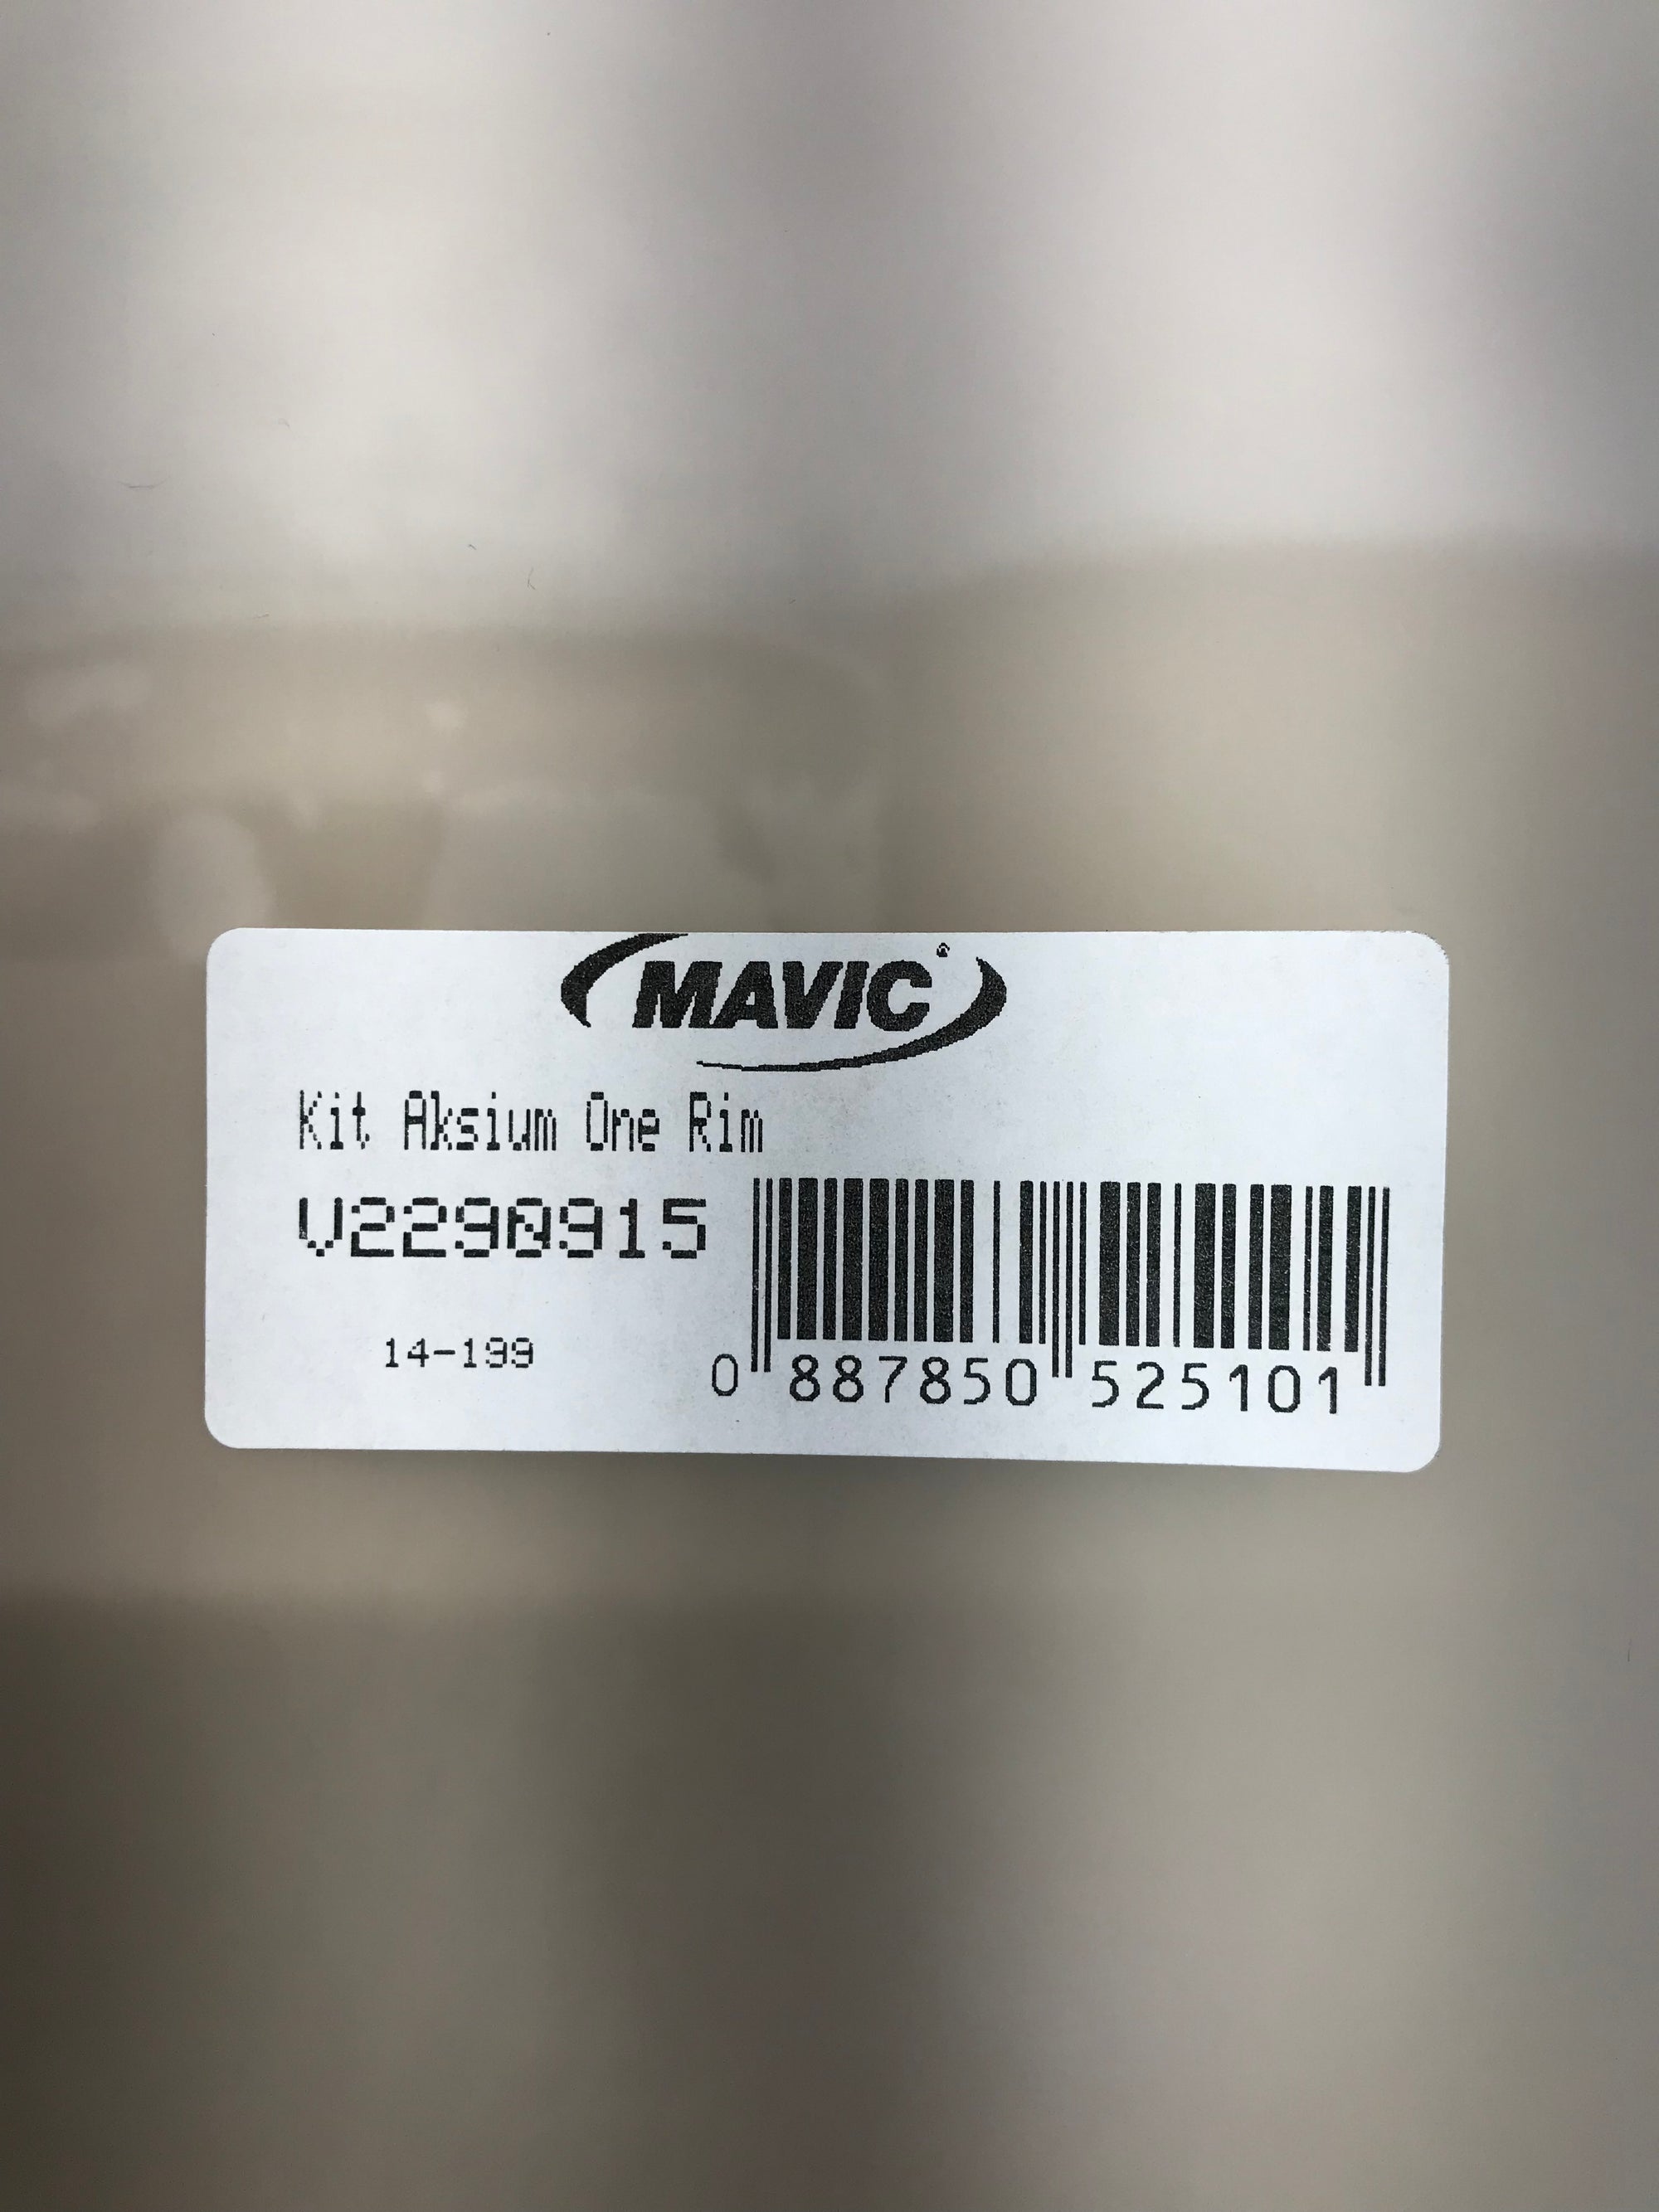 MAVIC®
Kit Aksium One Rim
V2290915
14-199
0 887850 525101